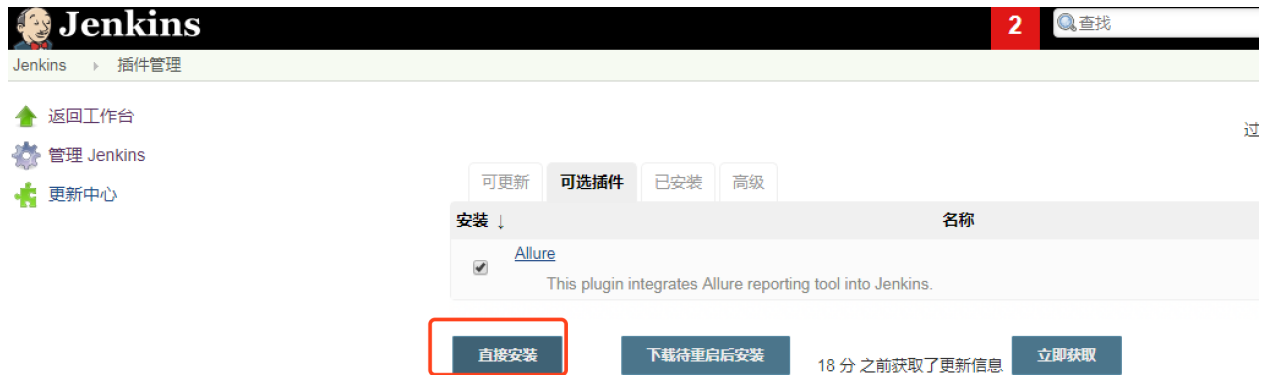 Jenkins
2
查找
Jenkins 插件管理
返回工作台
管理 Jenkins
更新中心
过
可更新 可选插件 已安装 高级
安装 ↓ 名称
Allure
This plugin integrates Allure reporting tool into Jenkins.
直接安装 下载待重启后安装 18 分 之前获取了更新信息 立即获取